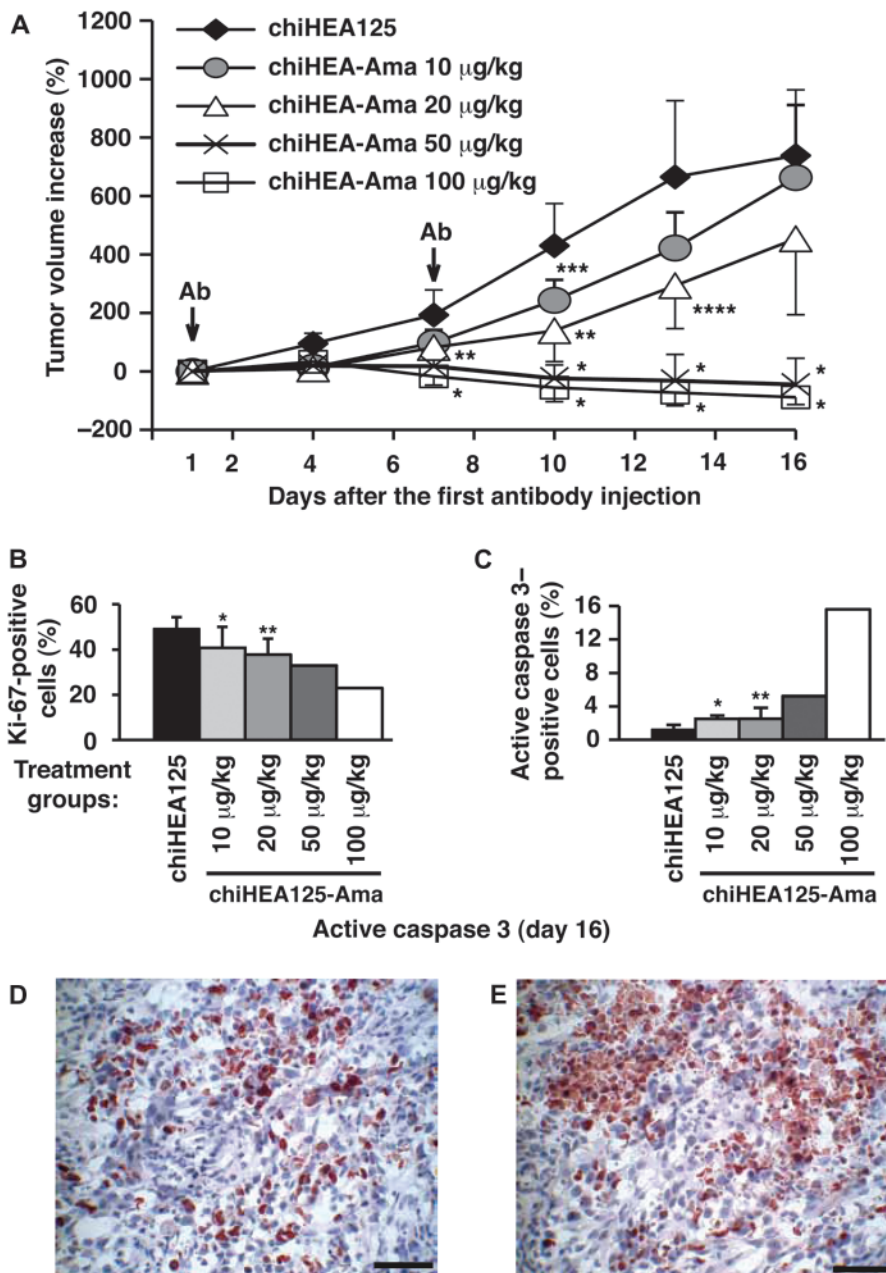 A
1200
1000
800
600
400
200
0
–200
Tumor volume increase (%)
chiHEA125
chiHEA-Ama 10 μg/kg
chiHEA-Ama 20 μg/kg
chiHEA-Ama 50 μg/kg
chiHEA-Ama 100 μg/kg
Ab
Ab
***
**
**
****
*
*
*
*
*
*
*
1 2 4 6 8 10 12 14 16
Days after the first antibody injection
B
Ki-67-positive
cells (%)
60
40
20
0
*
**
Treatment
groups:
chiHEA125
10 μg/kg
20 μg/kg
50 μg/kg
100 μg/kg
chiHEA125-Ama
C
Active caspase 3–
positive cells (%)
16
12
8
4
0
*
**
chiHEA125
10 μg/kg
20 μg/kg
50 μg/kg
100 μg/kg
chiHEA125-Ama
Active caspase 3 (day 16)
D
E